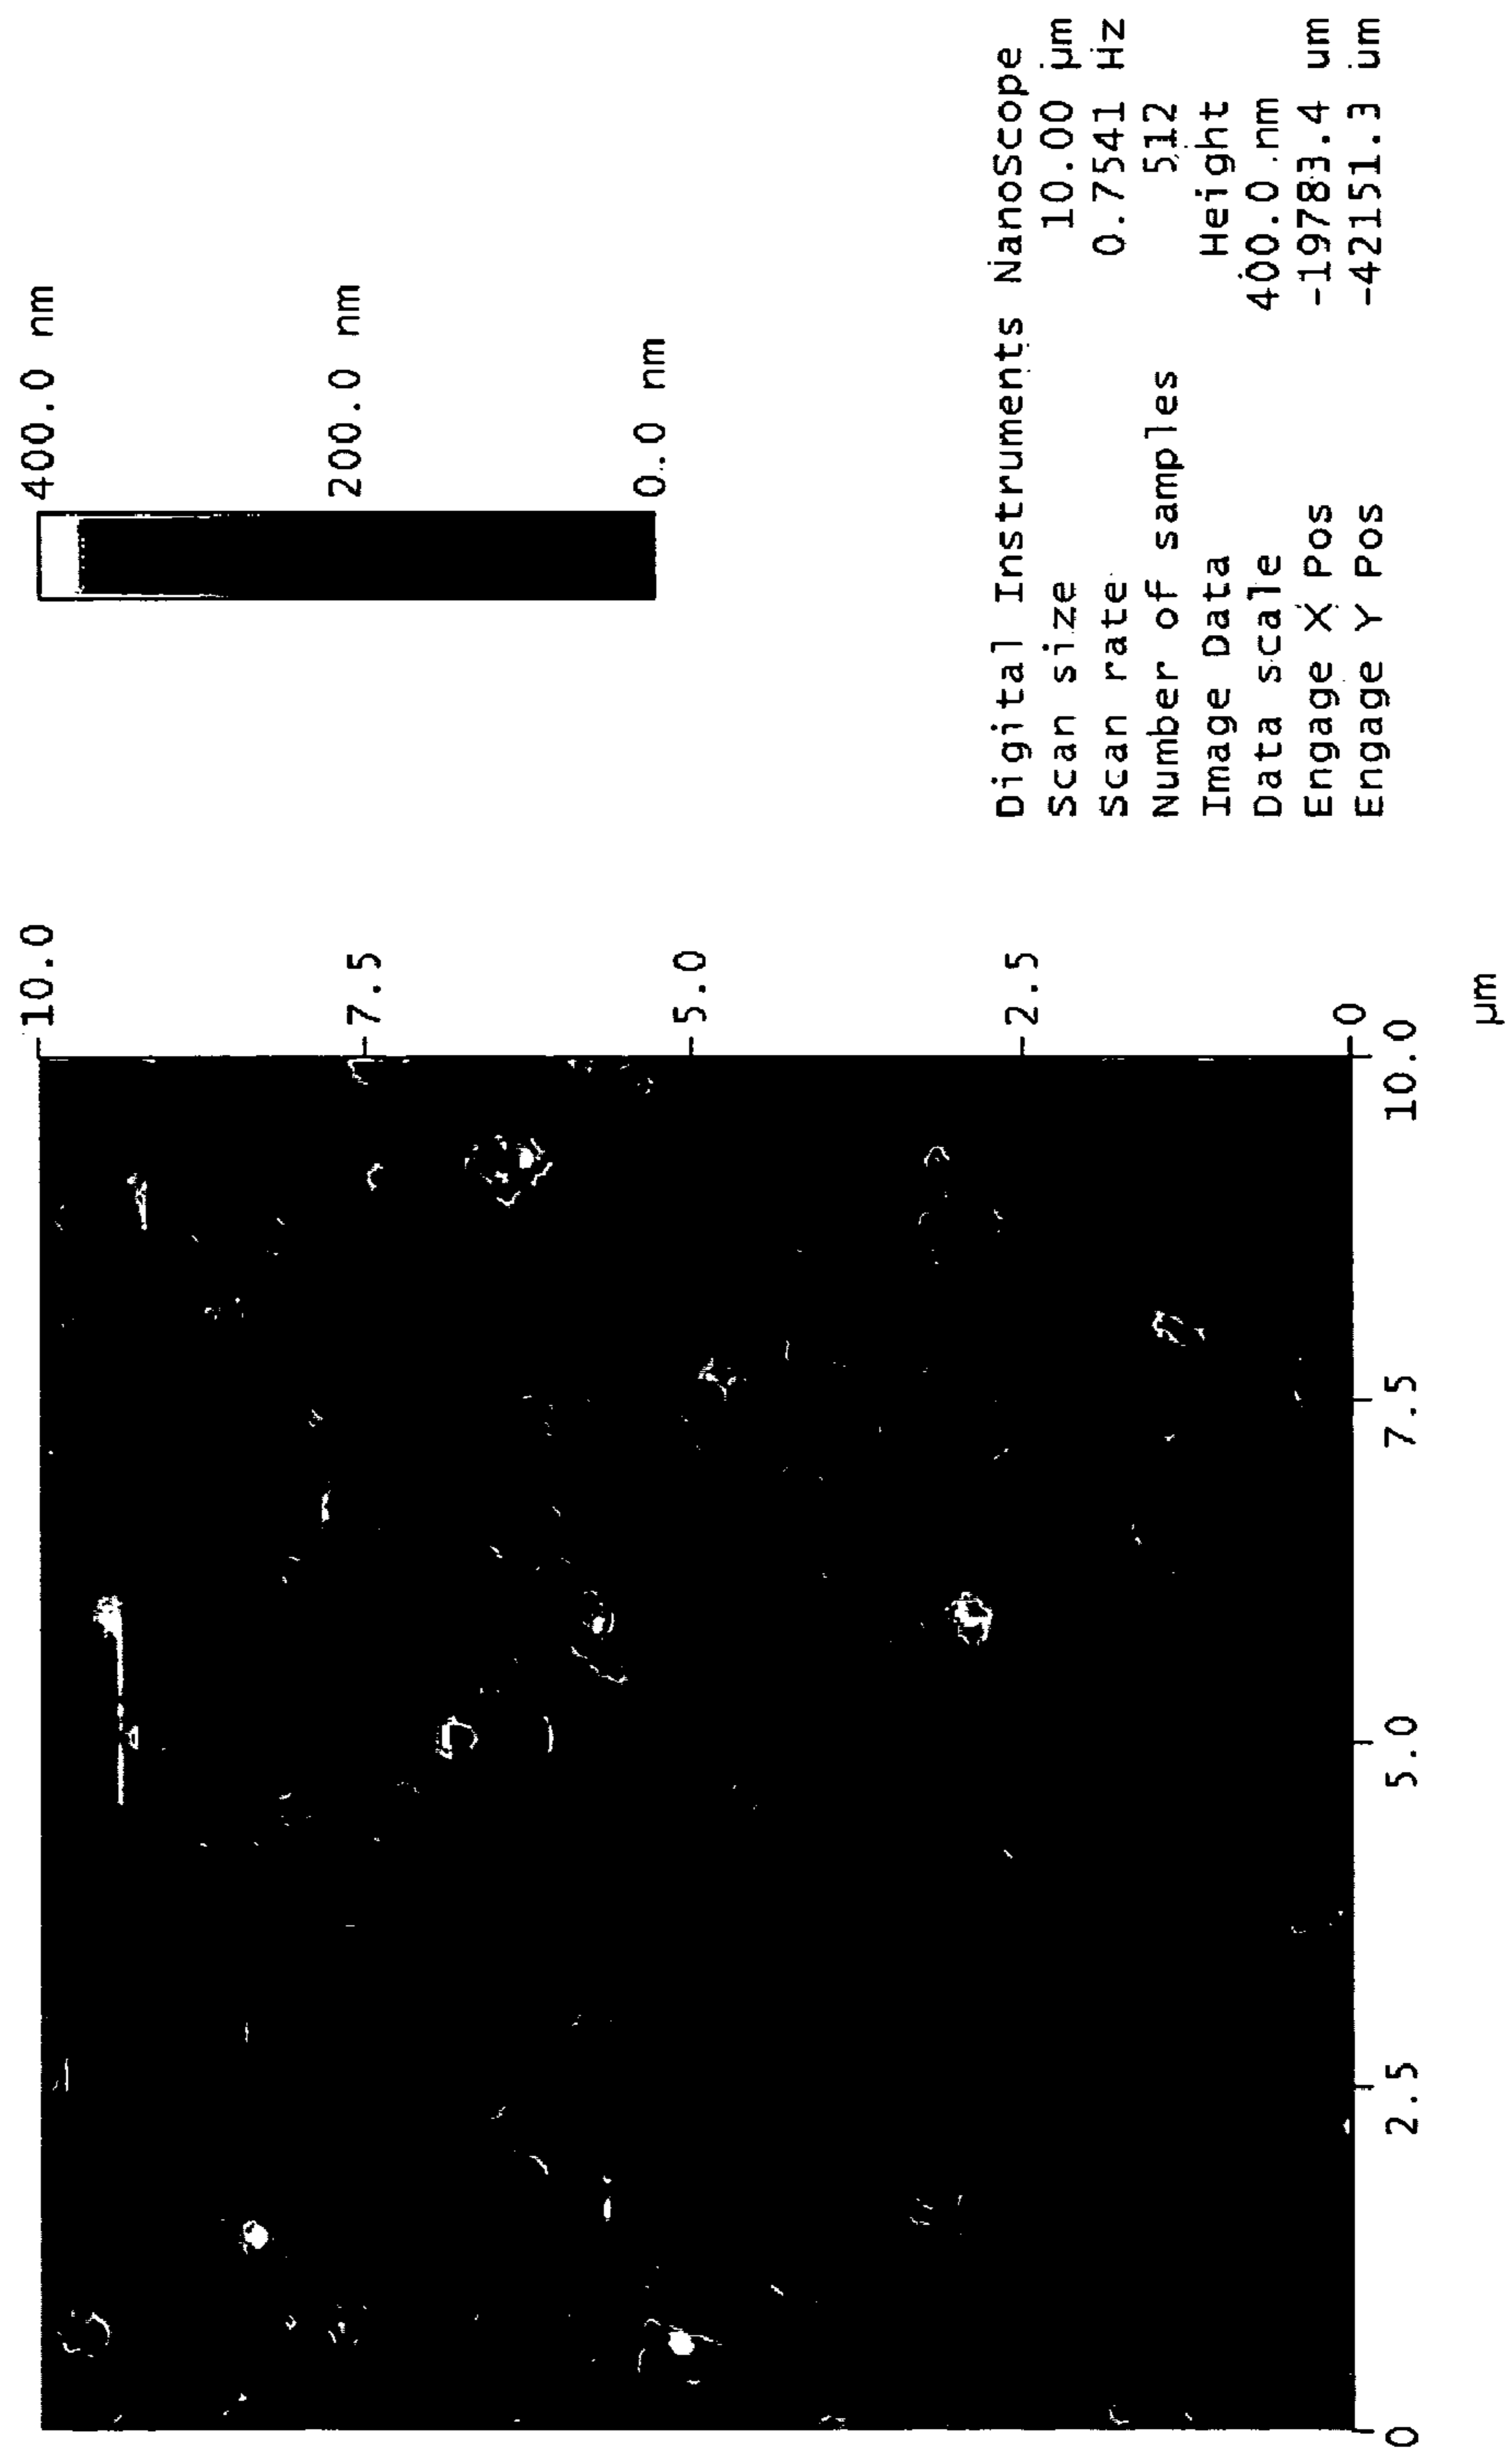 400.0 nm
200.0 nm
0.0 nm
10.0
7.5
5.0
2.5
0
0 2.5 5.0 7.5 10.0
µm
Digital Instruments NanoScope
Scan size 10.00 µm
Scan rate 0.7541 Hz
Number of samples 512
Image Data Height
Data scale 400.0 nm
Engage X Pos -19783.4 um
Engage Y Pos -42151.3 um